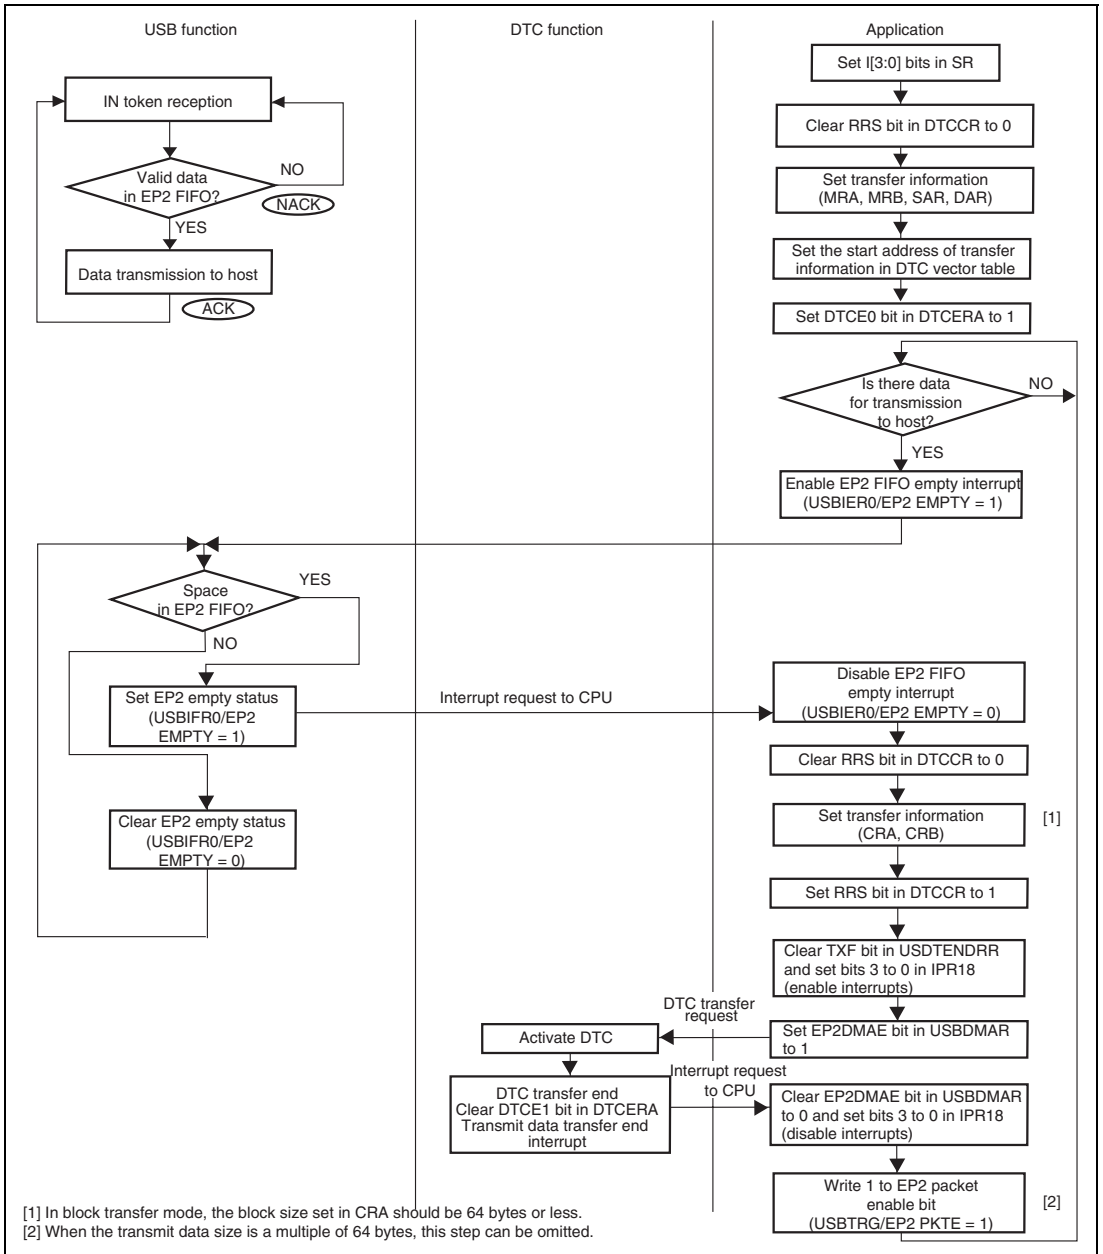 USB function
DTC function
Application
IN token reception
Valid data
in EP2 FIFO?
NO
NACK
YES
Data transmission to host
ACK
Set I[3:0] bits in SR
Clear RRS bit in DTCCR to 0
Set transfer information
(MRA, MRB, SAR, DAR)
Set the start address of transfer
information in DTC vector table
Set DTCE0 bit in DTCERA to 1
Is there data
for transmission
to host?
NO
YES
Enable EP2 FIFO empty interrupt
(USBIER0/EP2 EMPTY = 1)
Space
in EP2 FIFO?
YES
NO
Set EP2 empty status
(USBIFR0/EP2
EMPTY = 1)
Interrupt request to CPU
Disable EP2 FIFO
empty interrupt
(USBIER0/EP2 EMPTY = 0)
Clear RRS bit in DTCCR to 0
Clear EP2 empty status
(USBIFR0/EP2
EMPTY = 0)
Set transfer information
(CRA, CRB)
[1]
Set RRS bit in DTCCR to 1
Clear TXF bit in USDTENDRR
and set bits 3 to 0 in IPR18
(enable interrupts)
DTC transfer
request
Set EP2DMAE bit in USBDMAR
to 1
Activate DTC
DTC transfer end
Clear DTCE1 bit in DTCERA
Transmit data transfer end
interrupt
Interrupt request
to CPU
Clear EP2DMAE bit in USBDMAR
to 0 and set bits 3 to 0 in IPR18
(disable interrupts)
Write 1 to EP2 packet
enable bit
(USBTRG/EP2 PKTE = 1)
[2]
[1] In block transfer mode, the block size set in CRA should be 64 bytes or less.
[2] When the transmit data size is a multiple of 64 bytes, this step can be omitted.